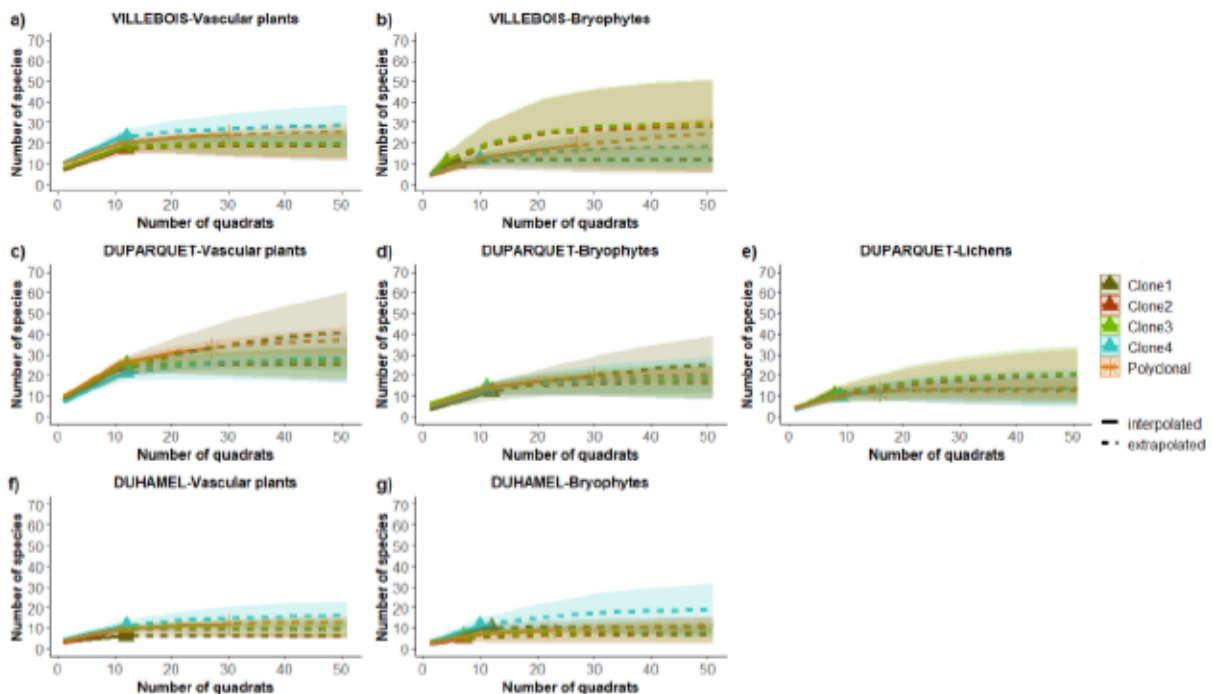 a) VILLEBOIS-Vascular plants
70
60
50
40
30
20
10
0
Number of species
0 10 20 30 40 50
Number of quadrats
b) VILLEBOIS-Bryophytes
70
60
50
40
30
20
10
0
Number of species
0 10 20 30 40 50
Number of quadrats
c) DUPARQUET-Vascular plants
70
60
50
40
30
20
10
0
Number of species
0 10 20 30 40 50
Number of quadrats
d) DUPARQUET-Bryophytes
70
60
50
40
30
20
10
0
Number of species
0 10 20 30 40 50
Number of quadrats
e) DUPARQUET-Lichens
70
60
50
40
30
20
10
0
Number of species
0 10 20 30 40 50
Number of quadrats
Clone1
Clone2
Clone3
Clone4
Polyclonal
interpolated
extrapolated
f) DUHAMEL-Vascular plants
70
60
50
40
30
20
10
0
Number of species
0 10 20 30 40 50
Number of quadrats
g) DUHAMEL-Bryophytes
70
60
50
40
30
20
10
0
Number of species
0 10 20 30 40 50
Number of quadrats